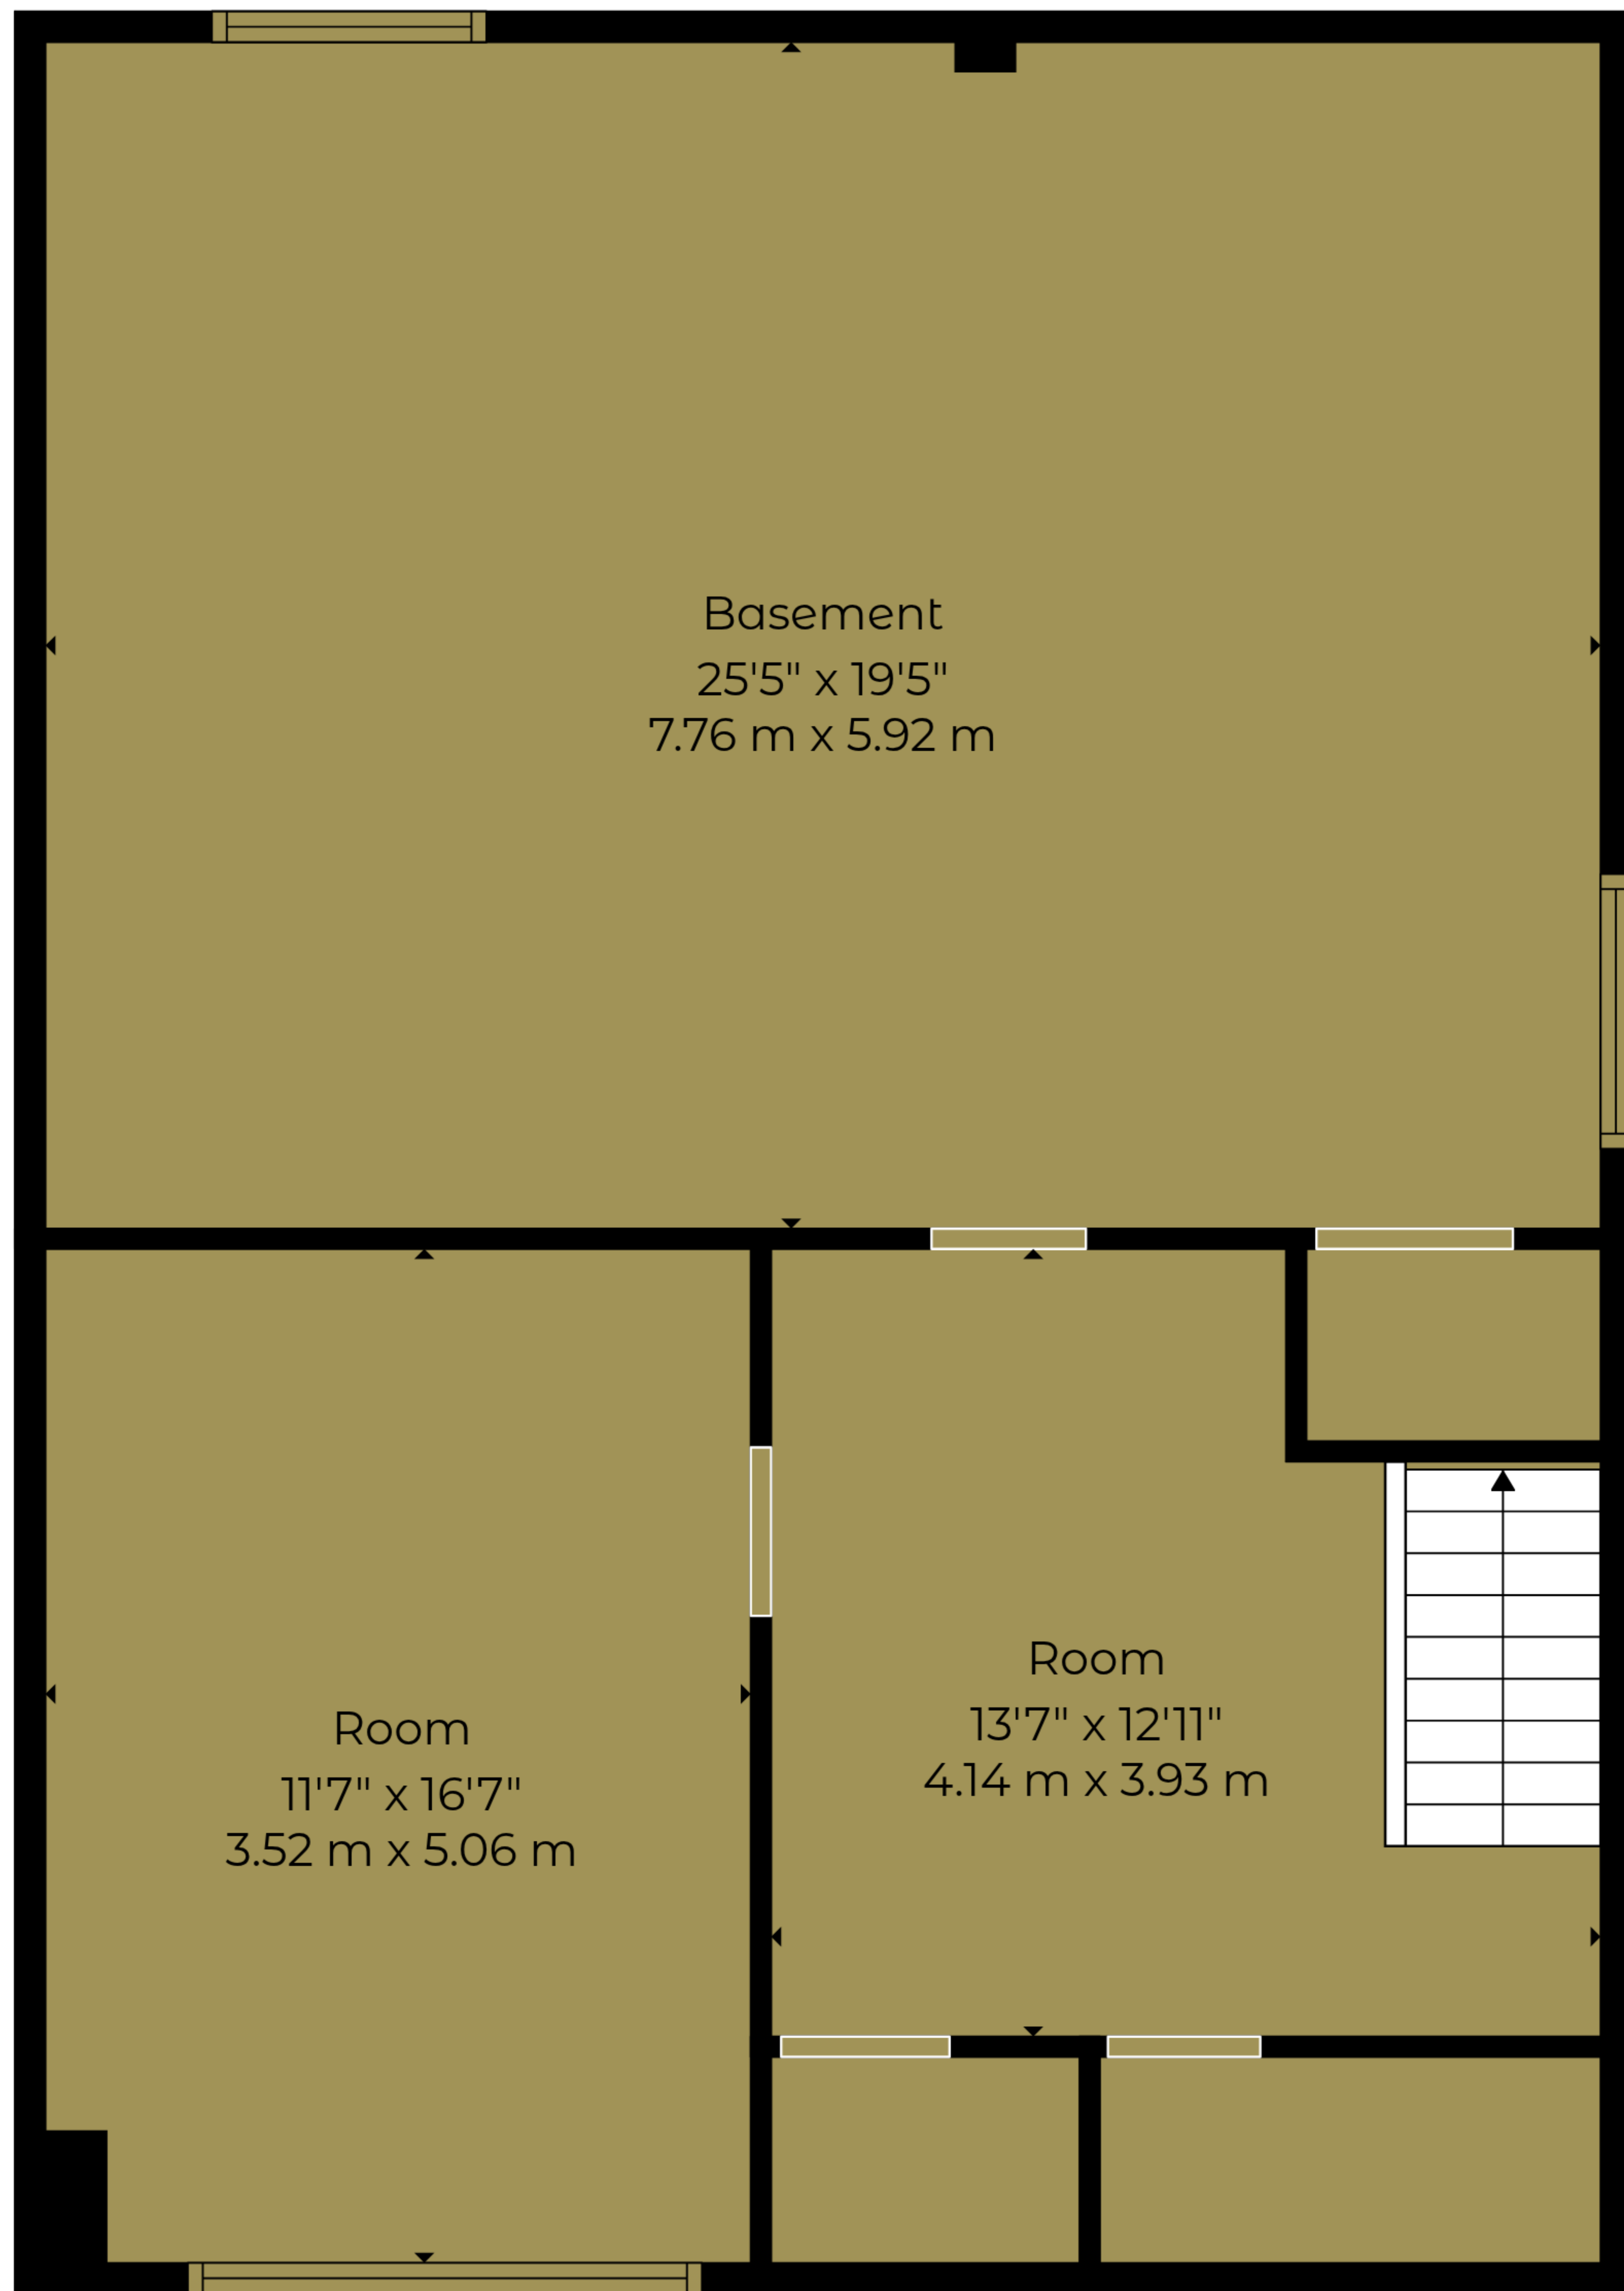 Basement
25'5" x 19'5"
7.76 m x 5.92 m
Room
13'7" x 12'11"
4.14 m x 3.93 m
Room
11'7" x 16'7"
3.52 m x 5.06 m